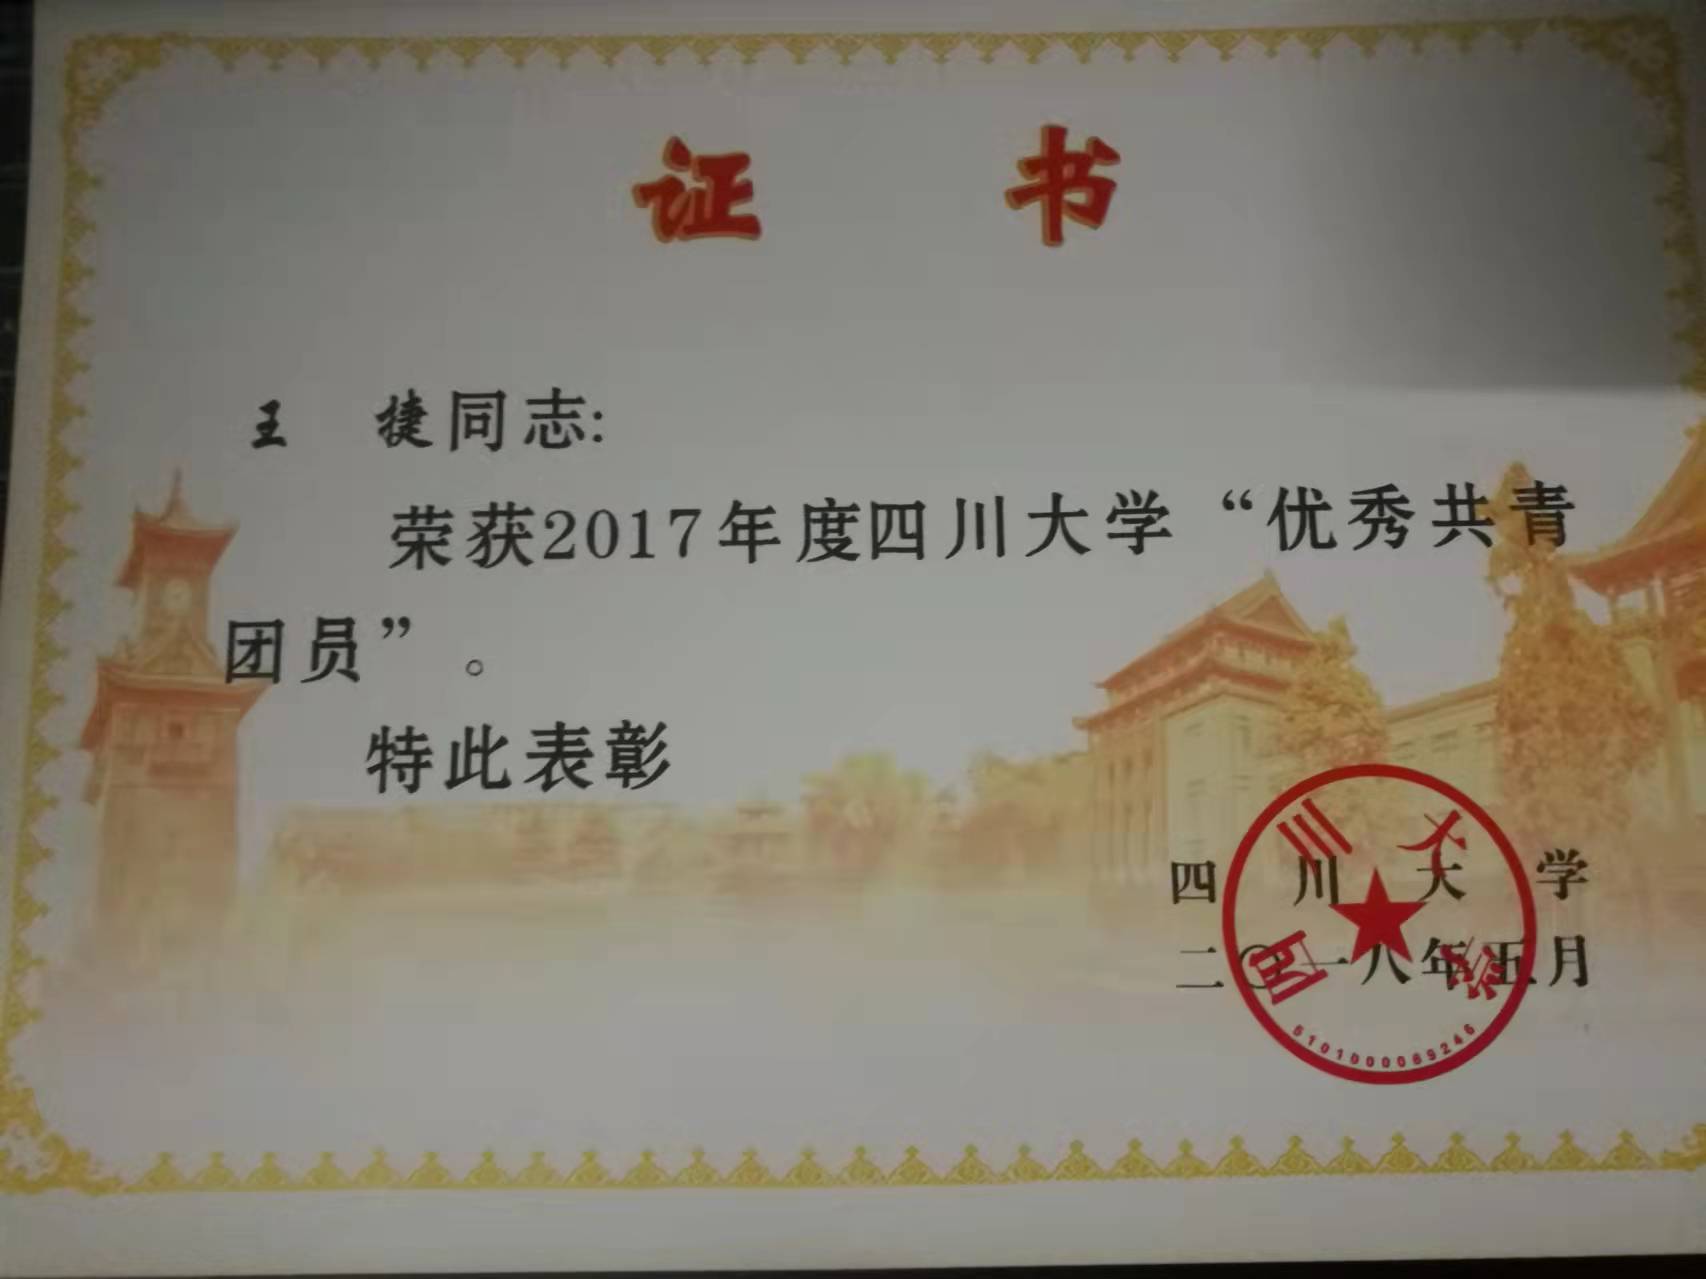 证 书
王 捷同志:
荣获2017年度四川大学“优秀共青
团员”。
特此表彰
四 川 大 学
二〇一八年五月
四川大学
5101000069246